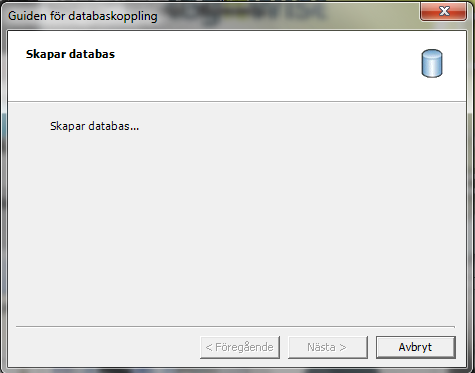 Guiden för databaskoppling
Skapar databas
Skapar databas...
< Föregående
Nästa >
Avbryt